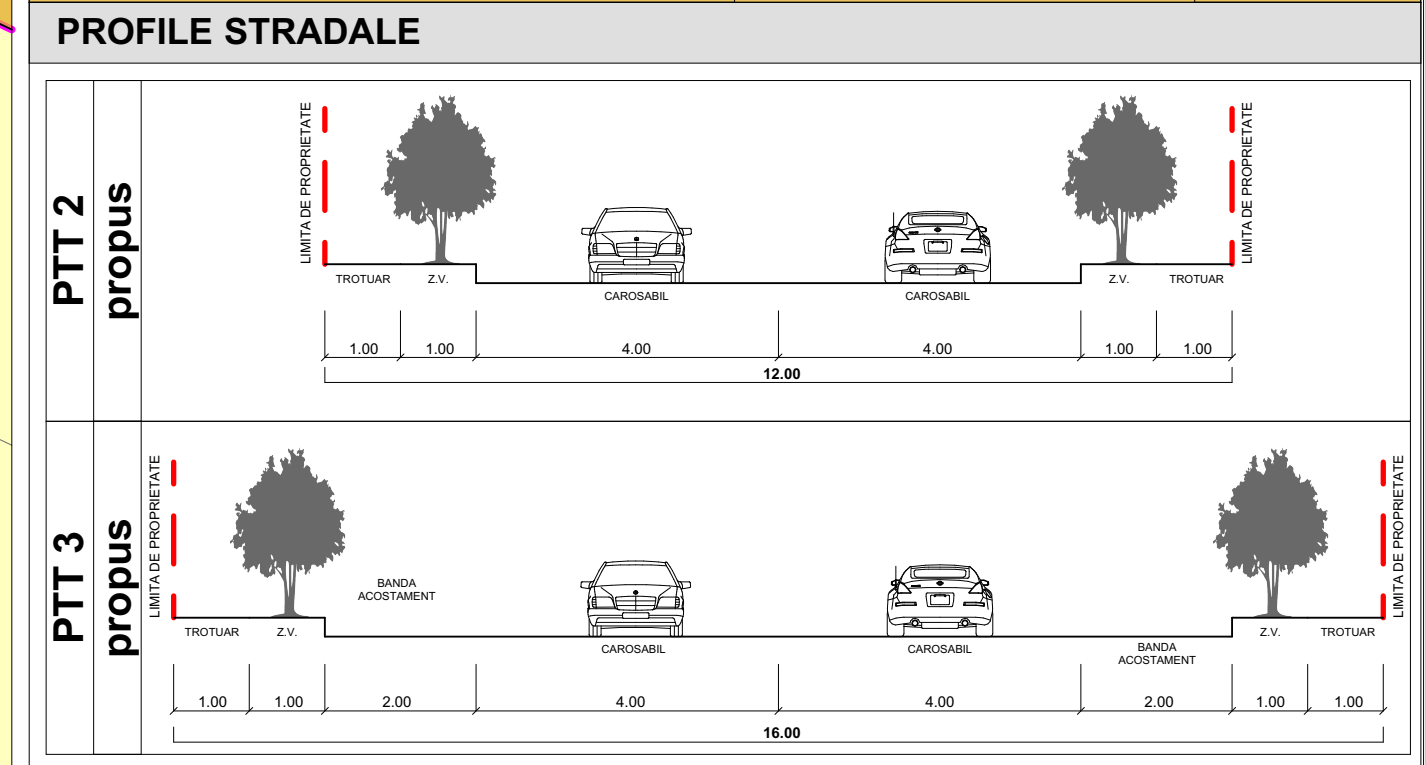 PROFILE STRADALE
PTT 2
propus
LIMITA DE PROPRIETATE
LIMITA DE PROPRIETATE
TROTUAR Z.V. CAROSABIL CAROSABIL Z.V. TROTUAR
1.00 1.00 4.00 4.00 1.00 1.00
12.00
PTT 3
propus
LIMITA DE PROPRIETATE
LIMITA DE PROPRIETATE
BANDA
ACOSTAMENT
TROTUAR Z.V. CAROSABIL CAROSABIL Z.V. TROTUAR
BANDA
ACOSTAMENT
1.00 1.00 2.00 4.00 4.00 2.00 1.00 1.00
16.00